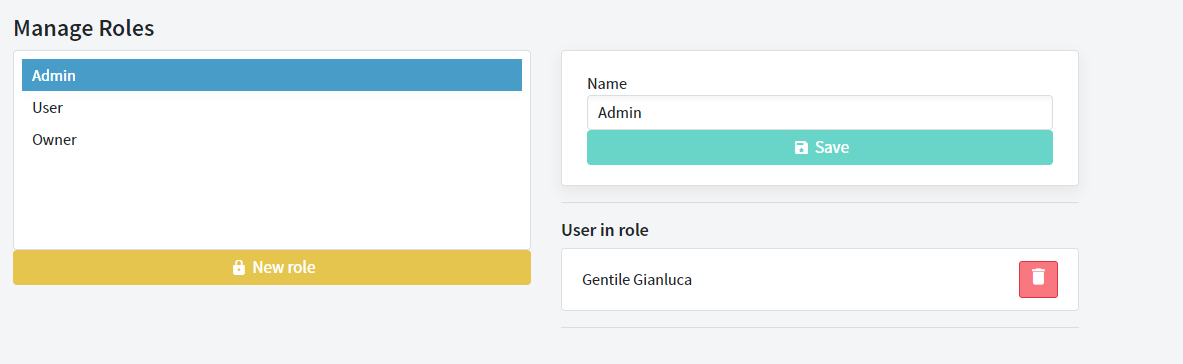 Manage Roles
Admin
User
Owner
New role
Name
Admin
Save
User in role
Gentile Gianluca